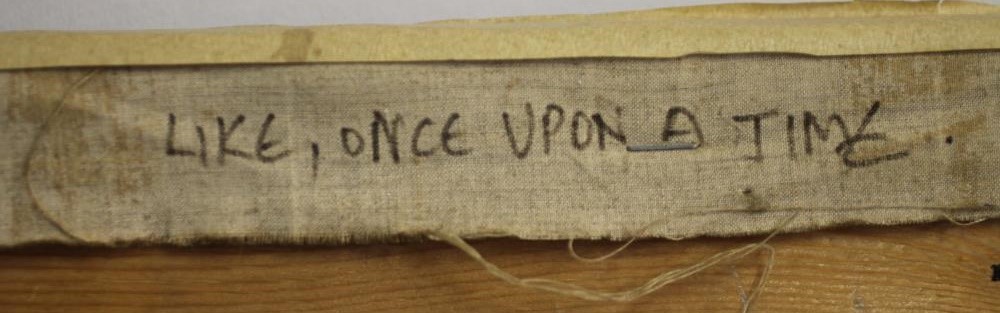 LIKE, ONCE UPON A TIME.